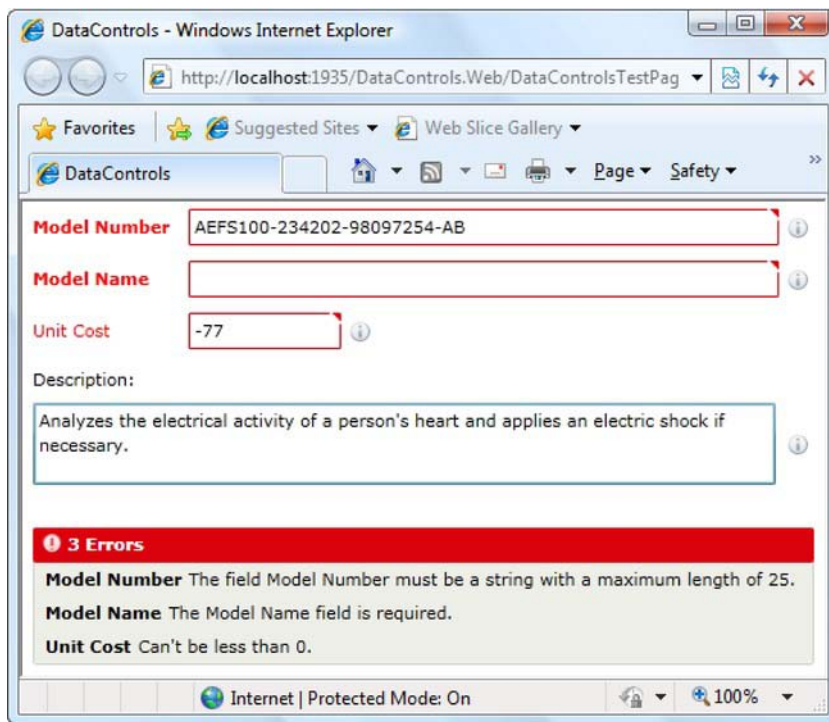 DataControls - Windows Internet Explorer
http://localhost:1935/DataControls.Web/DataControlsTestPag
Favorites Suggested Sites Web Slice Gallery
DataControls Page Safety »
Model Number AEFS100-234202-98097254-AB
Model Name
Unit Cost -77
Description:
Analyzes the electrical activity of a person's heart and applies an electric shock if
necessary.
3 Errors
Model Number The field Model Number must be a string with a maximum length of 25.
Model Name The Model Name field is required.
Unit Cost Can't be less than 0.
Internet | Protected Mode: On 100%